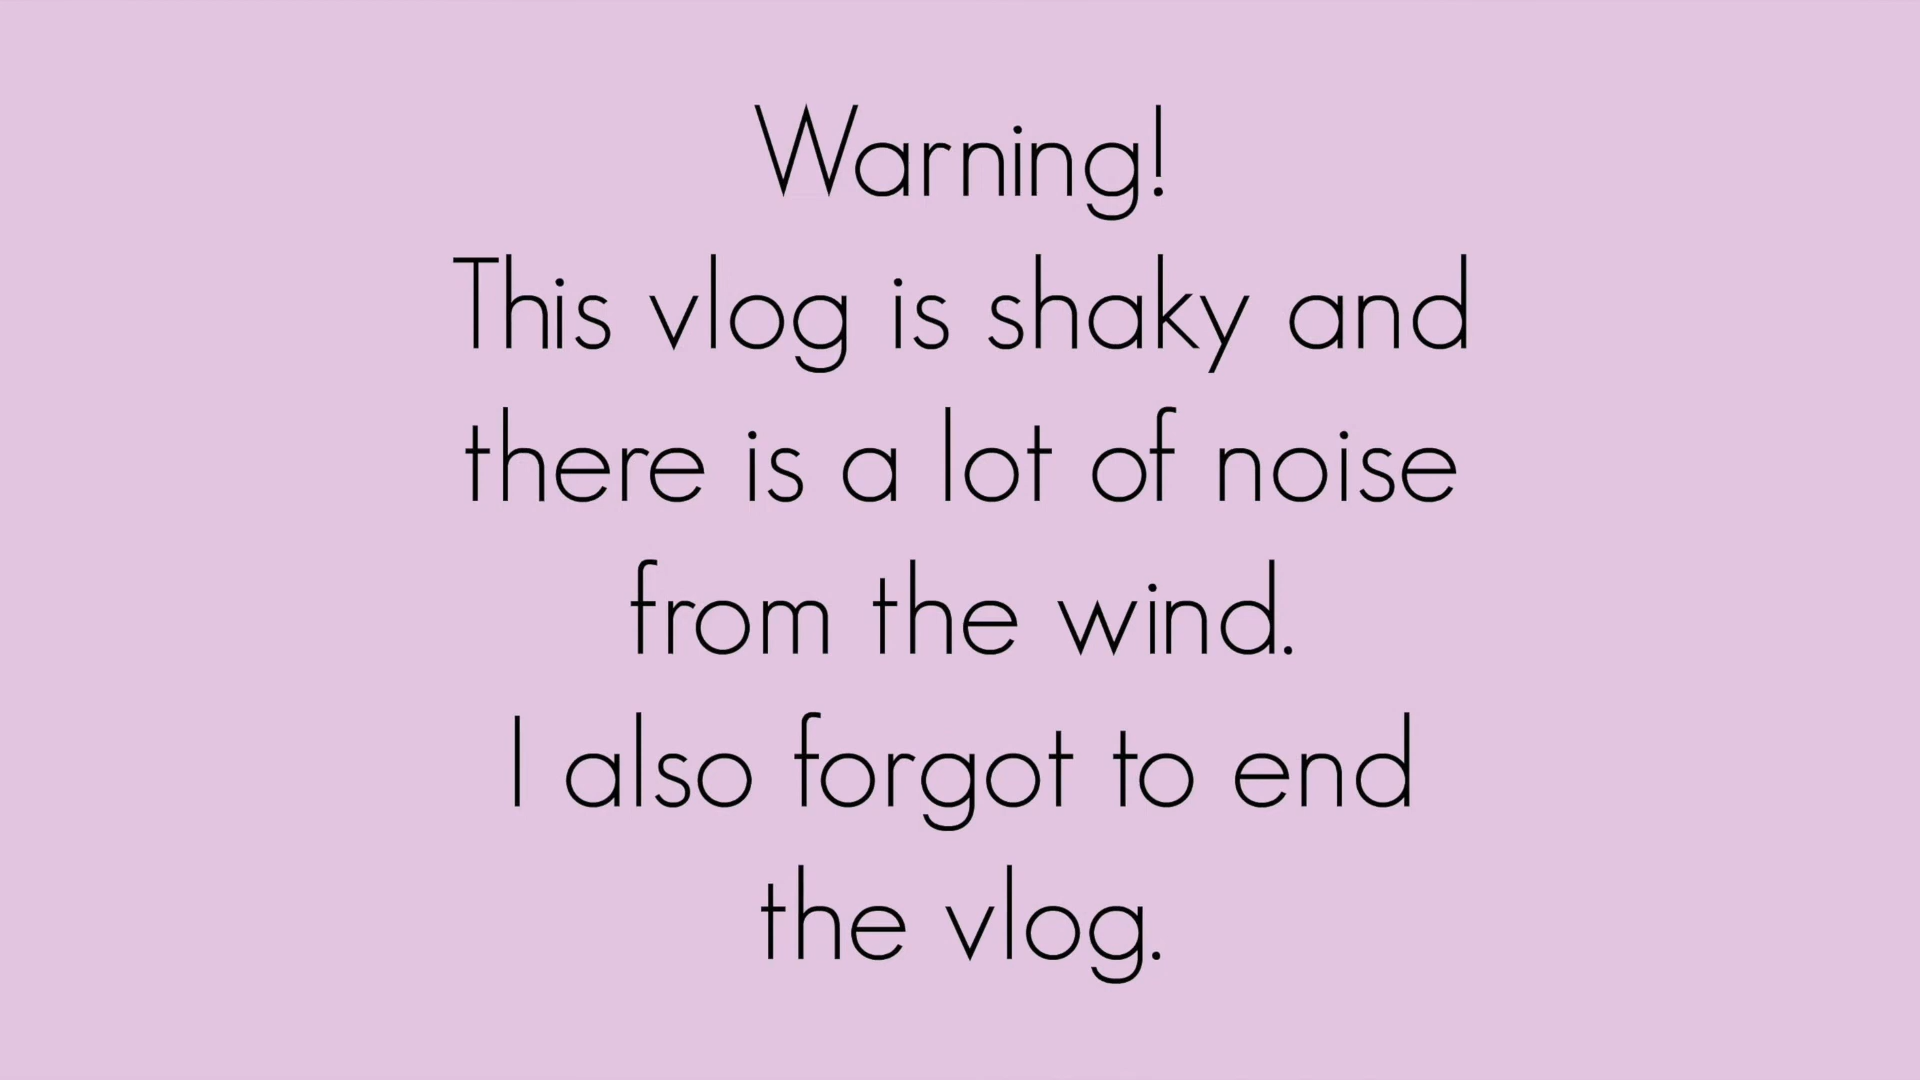 Warning!
This vlog is shaky and
there is a lot of noise
from the wind.
I also forgot to end
the vlog.